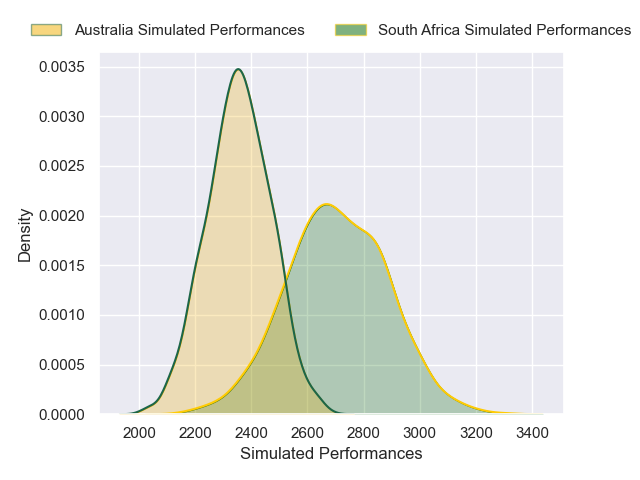 Australia Simulated Performances South Africa Simulated Performances
0.0035
0.0030
0.0025
0.0020
0.0015
0.0010
0.0005
0.0000
Density
2000 2200 2400 2600 2800 3000 3200 3400
Simulated Performances